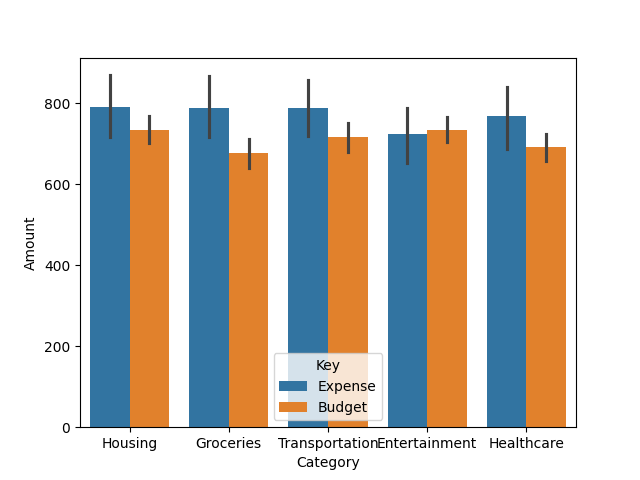 800
600
400
200
0
Amount
Key
Expense
Budget
Housing Groceries Transportation Entertainment Healthcare
Category